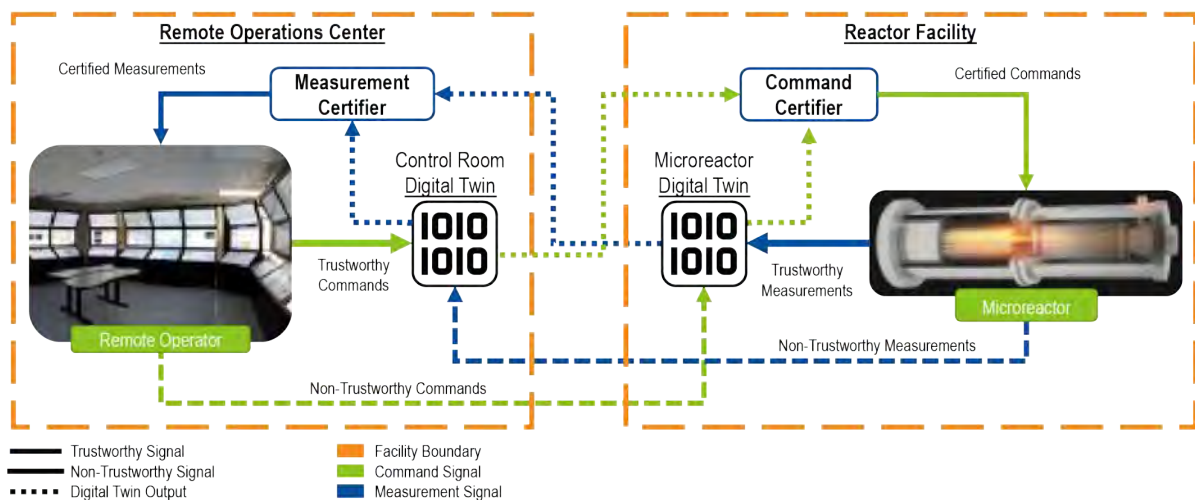 Remote Operations Center
Reactor Facility
Certified Measurements
Measurement
Certifier
Command
Certifier
Certified Commands
Control Room
Digital Twin
Microreactor
Digital Twin
1010
1010
1010
1010
Trustworthy
Commands
Trustworthy
Measurements
Microreactor
Remote Operator
Non-Trustworthy Measurements
Non-Trustworthy Commands
Trustworthy Signal
Non-Trustworthy Signal
Digital Twin Output
Facility Boundary
Command Signal
Measurement Signal